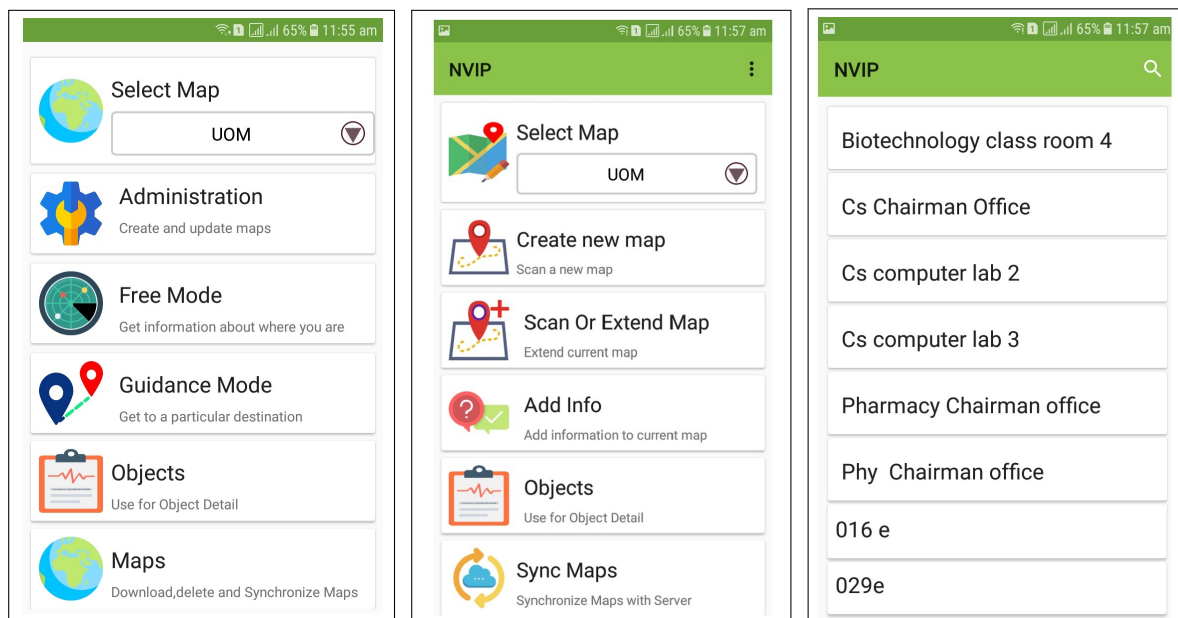 65% 11:55 am
Select Map
UOM
Administration
Create and update maps
Free Mode
Get information about where you are
Guidance Mode
Get to a particular destination
Objects
Use for Object Detail
Maps
Download,delete and Synchronize Maps
1 65% 11:57 am
NVIP
Select Map
UOM
Create new map
Scan a new map
Scan Or Extend Map
Extend current map
Add Info
Add information to current map
Objects
Use for Object Detail
Sync Maps
Synchronize Maps with Server
1 65% 11:57 am
NVIP
Biotechnology class room 4
Cs Chairman Office
Cs computer lab 2
Cs computer lab 3
Pharmacy Chairman office
Phy Chairman office
016 e
029e